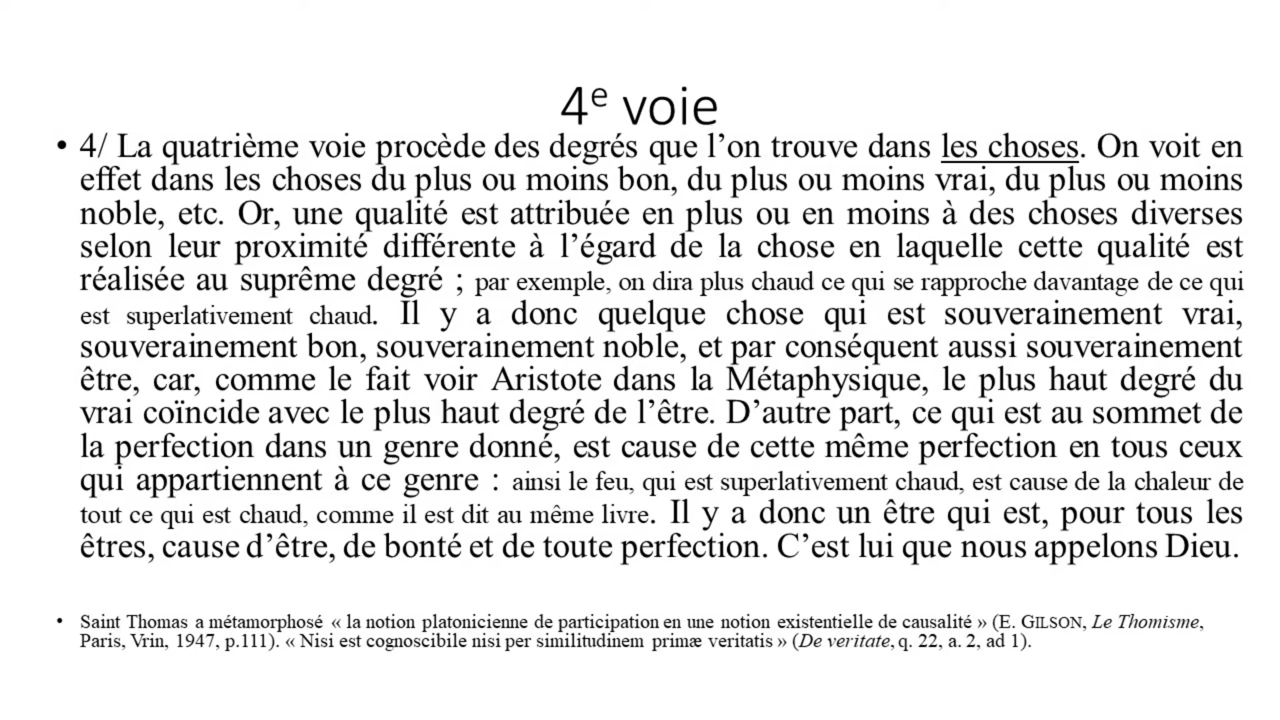 4e voie
• 4/ La quatrième voie procède des degrés que l’on trouve dans les choses. On voit en
effet dans les choses du plus ou moins bon, du plus ou moins vrai, du plus ou moins
noble, etc. Or, une qualité est attribuée en plus ou en moins à des choses diverses
selon leur proximité différente à l’égard de la chose en laquelle cette qualité est
réalisée au suprême degré ; par exemple, on dira plus chaud ce qui se rapproche davantage de ce qui
est superlativement chaud. Il y a donc quelque chose qui est souverainement vrai,
souverainement bon, souverainement noble, et par conséquent aussi souverainement
être, car, comme le fait voir Aristote dans la Métaphysique, le plus haut degré du
vrai coïncide avec le plus haut degré de l’être. D’autre part, ce qui est au sommet de
la perfection dans un genre donné, est cause de cette même perfection en tous ceux
qui appartiennent à ce genre : ainsi le feu, qui est superlativement chaud, est cause de la chaleur de
tout ce qui est chaud, comme il est dit au même livre. Il y a donc un être qui est, pour tous les
êtres, cause d’être, de bonté et de toute perfection. C’est lui que nous appelons Dieu.
• Saint Thomas a métamorphosé « la notion platonicienne de participation en une notion existentielle de causalité » (E. GILSON, Le Thomisme,
Paris, Vrin, 1947, p.111). « Nisi est cognoscibile nisi per similitudinem primæ veritatis » (De veritate, q. 22, a. 2, ad 1).